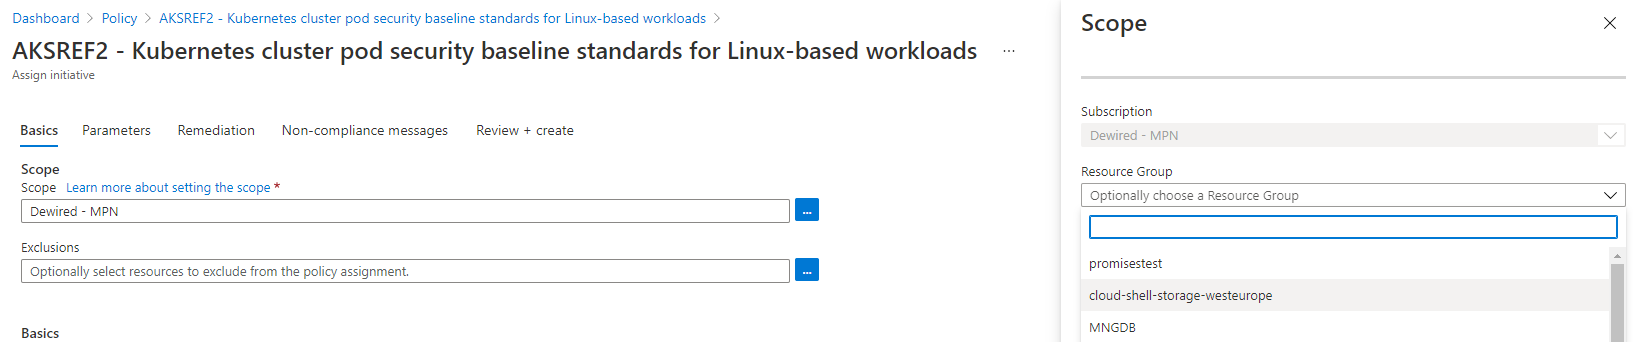 Dashboard > Policy > AKSREF2 - Kubernetes cluster pod security baseline standards for Linux-based workloads >
AKSREF2 - Kubernetes cluster pod security baseline standards for Linux-based workloads ...
Assign initiative
Basics Parameters Remediation Non-compliance messages Review + create
Scope
Scope Learn more about setting the scope *
Dewired - MPN ...
Exclusions
Optionally select resources to exclude from the policy assignment. ...
Basics
Scope
Subscription
Dewired - MPN
Resource Group
Optionally choose a Resource Group
promisestest
cloud-shell-storage-westeurope
MNGDB